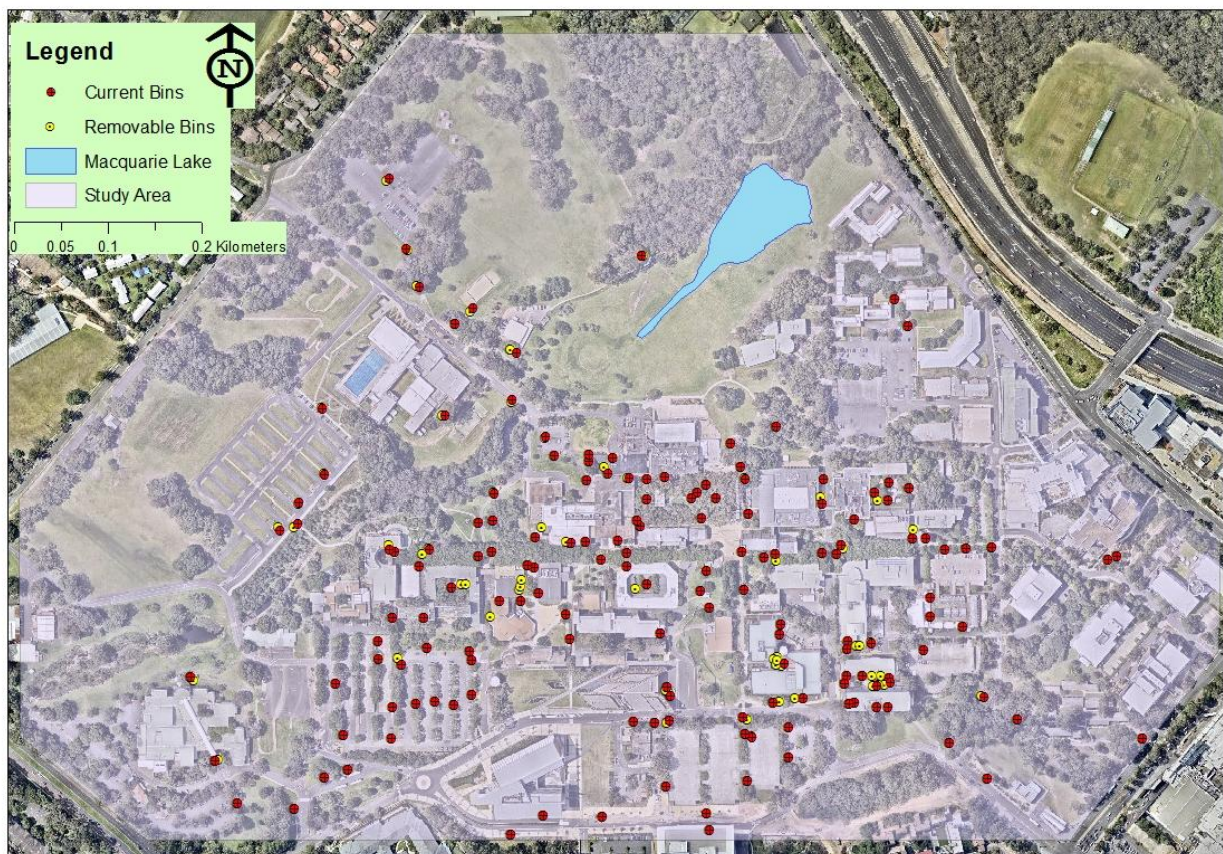 Legend
N
Current Bins
Removable Bins
Macquarie Lake
Study Area
0 0.05 0.1 0.2 Kilometers